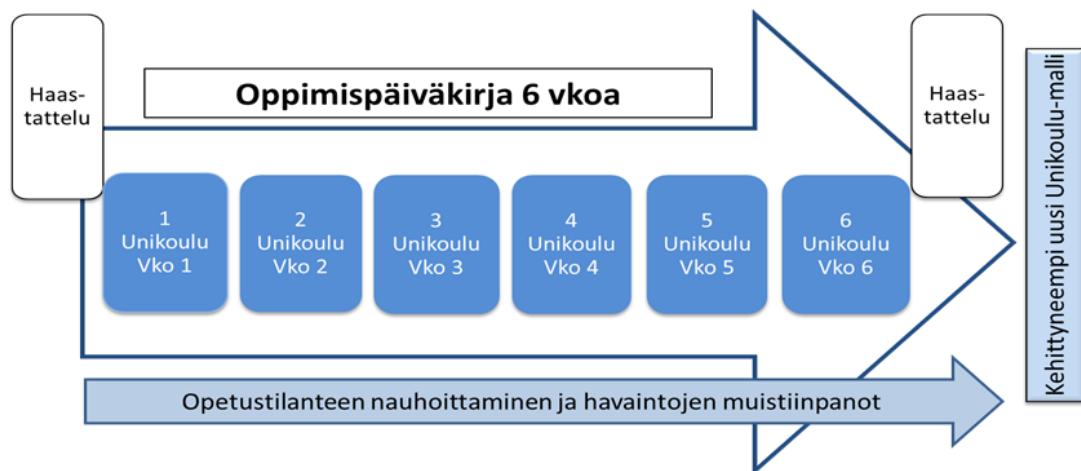 Haas-
tattelu
Oppimispäiväkirja 6 vkoa
Haas-
tattelu
1
Unikoulu
Vko 1
2
Unikoulu
Vko 2
3
Unikoulu
Vko 3
4
Unikoulu
Vko 4
5
Unikoulu
Vko 5
6
Unikoulu
Vko 6
Opetustilanteen nauhoittaminen ja havaintojen muistiinpanot
Kehittyneempi uusi Unikoulu-malli